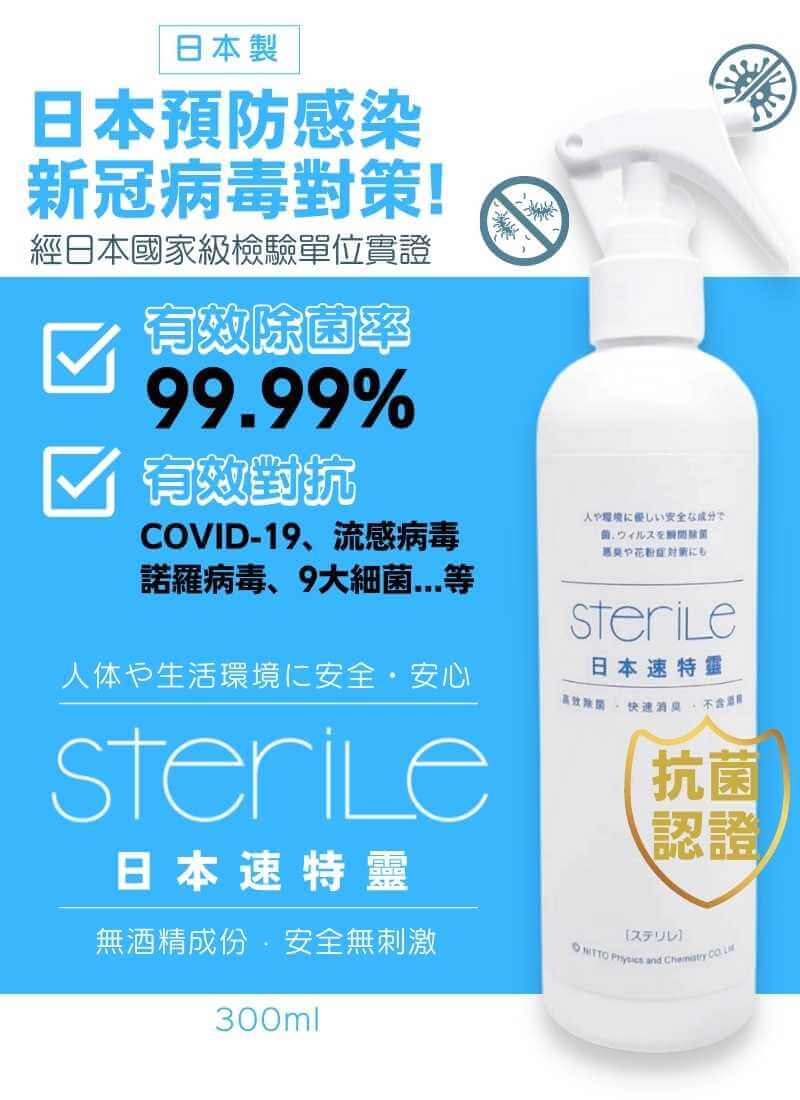 日本製
日本預防感染
新冠病毒對策!
經日本國家級檢驗單位實證
有效除菌率
99.99%
有效對抗
COVID-19、流感病毒
諾羅病毒、9大細菌...等
人体や生活環境に安全・安心
steriLe
日本速特靈
無酒精成份·安全無刺激
300ml
人や環境に優しい安全な成分で
菌、ウィルスを瞬間除菌
悪臭や花粉症対策にも
steriLe
日本速特靈
高效除菌·快速消臭·不含酒精
抗菌
認證
[ステリレ]
© NITTO Physics and Chemistry CO. Ltd.